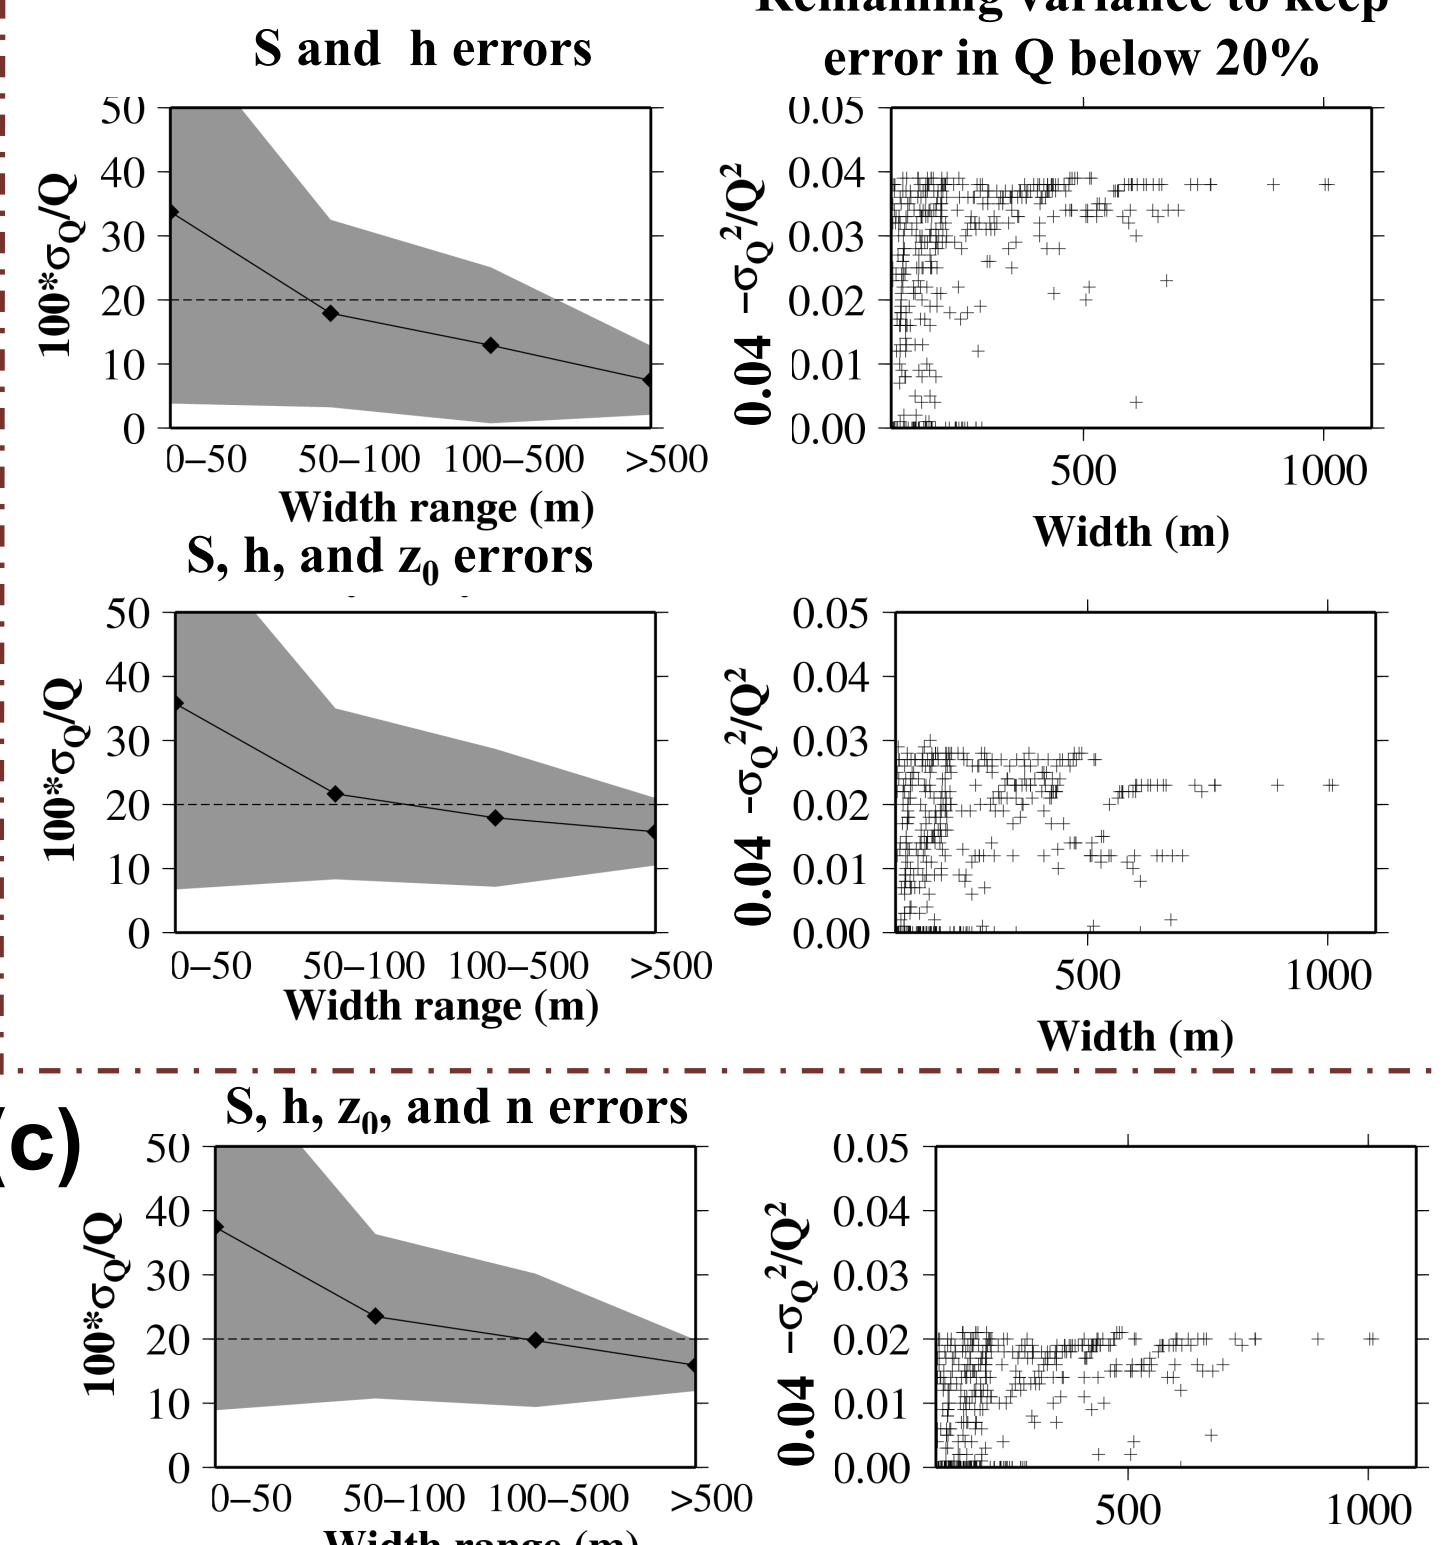 Remaining variance to keep
S and h errors
error in Q below 20%
50
40
30
20
10
0
100*σQ/Q
0–50 50–100 100–500 >500
Width range (m)
0.05
0.04
0.03
0.02
0.01
0.00
0.04 –σQ²/Q²
500 1000
Width (m)
S, h, and z₀ errors
50
40
30
20
10
0
100*σQ/Q
0–50 50–100 100–500 >500
Width range (m)
0.05
0.04
0.03
0.02
0.01
0.00
0.04 –σQ²/Q²
500 1000
Width (m)
(c)
S, h, z₀, and n errors
50
40
30
20
10
0
100*σQ/Q
0–50 50–100 100–500 >500
Width range (m)
0.05
0.04
0.03
0.02
0.01
0.00
0.04 –σQ²/Q²
500 1000